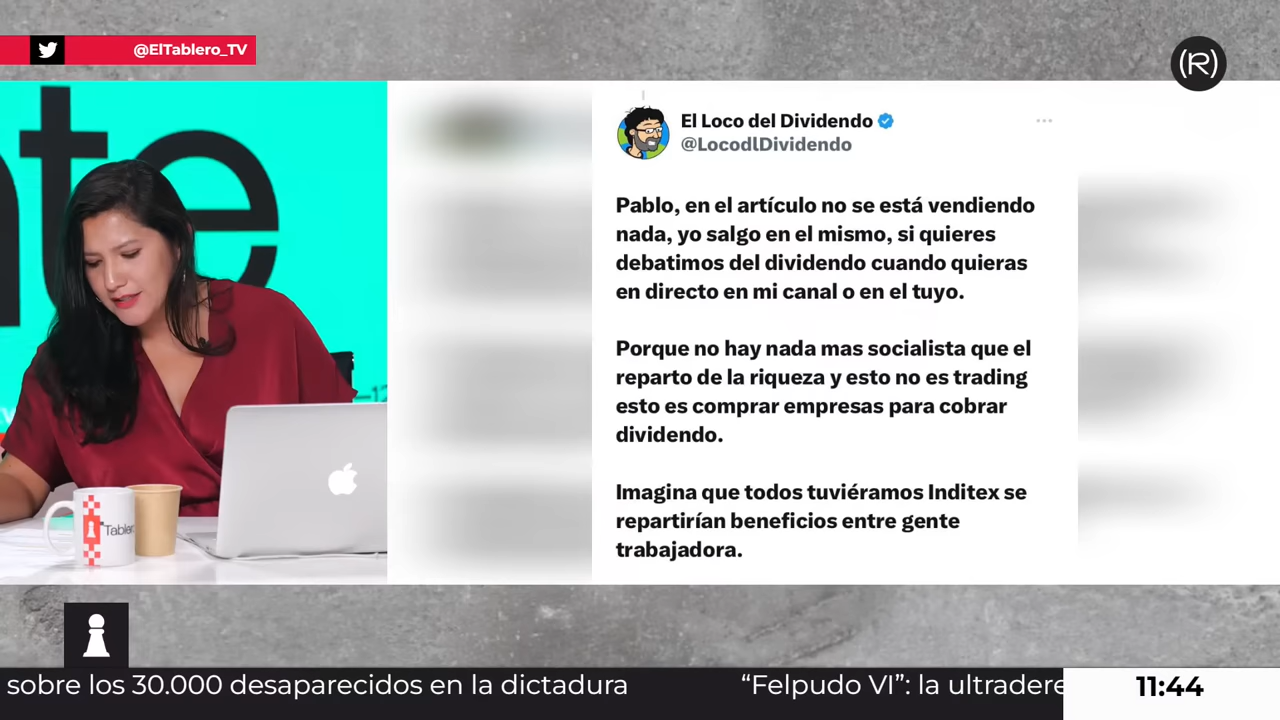 @ElTablero_TV
(R)
El Loco del Dividendo
@LocodlDividendo
Pablo, en el artículo no se está vendiendo
nada, yo salgo en el mismo, si quieres
debatimos del dividendo cuando quieras
en directo en mi canal o en el tuyo.
Porque no hay nada mas socialista que el
reparto de la riqueza y esto no es trading
esto es comprar empresas para cobrar
dividendo.
Imagina que todos tuviéramos Inditex se
repartirían beneficios entre gente
trabajadora.
te
Tablero
sobre los 30.000 desaparecidos en la dictadura
“Felpudo VI”: la ultradere
11:44